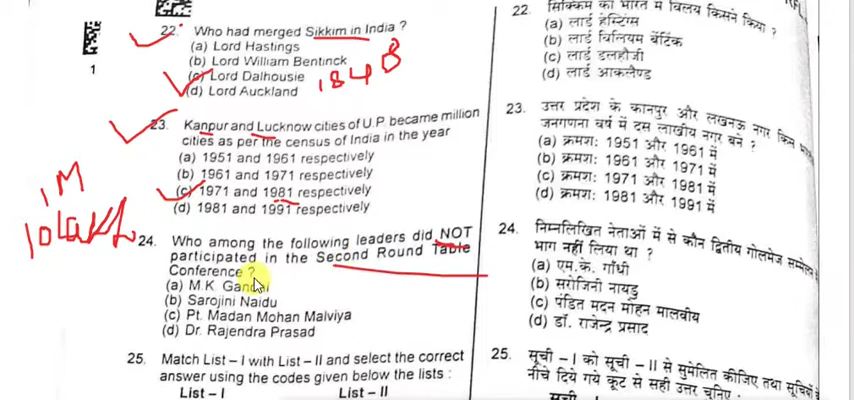 22. Who had merged Sikkim in India ?
(a) Lord Hastings
(b) Lord William Bentinck
(c) Lord Dalhousie
(d) Lord Auckland
1848
1
23. Kanpur and Lucknow cities of U.P. became million
cities as per the census of India in the year
(a) 1951 and 1961 respectively
(b) 1961 and 1971 respectively
(c) 1971 and 1981 respectively
(d) 1981 and 1991 respectively
1M
10 lakh
24. Who among the following leaders did NOT
participated in the Second Round Table
Conference ?
(a) M.K. Gandhi
(b) Sarojini Naidu
(c) Pt. Madan Mohan Malviya
(d) Dr. Rajendra Prasad
25. Match List – I with List – II and select the correct
answer using the codes given below the lists :
List – I List – II
22. सिक्किम का भारत में विलय किसने किया ?
(a) लार्ड हेस्टिंग्स
(b) लार्ड विलियम बेंटिंक
(c) लार्ड डलहौजी
(d) लार्ड आकलैण्ड
23. उत्तर प्रदेश के कानपुर और लखनऊ नगर किस
जनगणना वर्ष में दस लाखीय नगर बने ?
(a) क्रमशः 1951 और 1961 में
(b) क्रमशः 1961 और 1971 में
(c) क्रमशः 1971 और 1981 में
(d) क्रमशः 1981 और 1991 में
24. निम्नलिखित नेताओं में से कौन द्वितीय गोलमेज सम्मेलन
भाग नहीं लिया था ?
(a) एम.के. गाँधी
(b) सरोजिनी नायडु
(c) पंडित मदन मोहन मालवीय
(d) डॉ. राजेन्द्र प्रसाद
25. सूची – I को सूची – II से सुमेलित कीजिए तथा सूचियों
नीचे दिये गये कूट से सही उत्तर चुनिए :